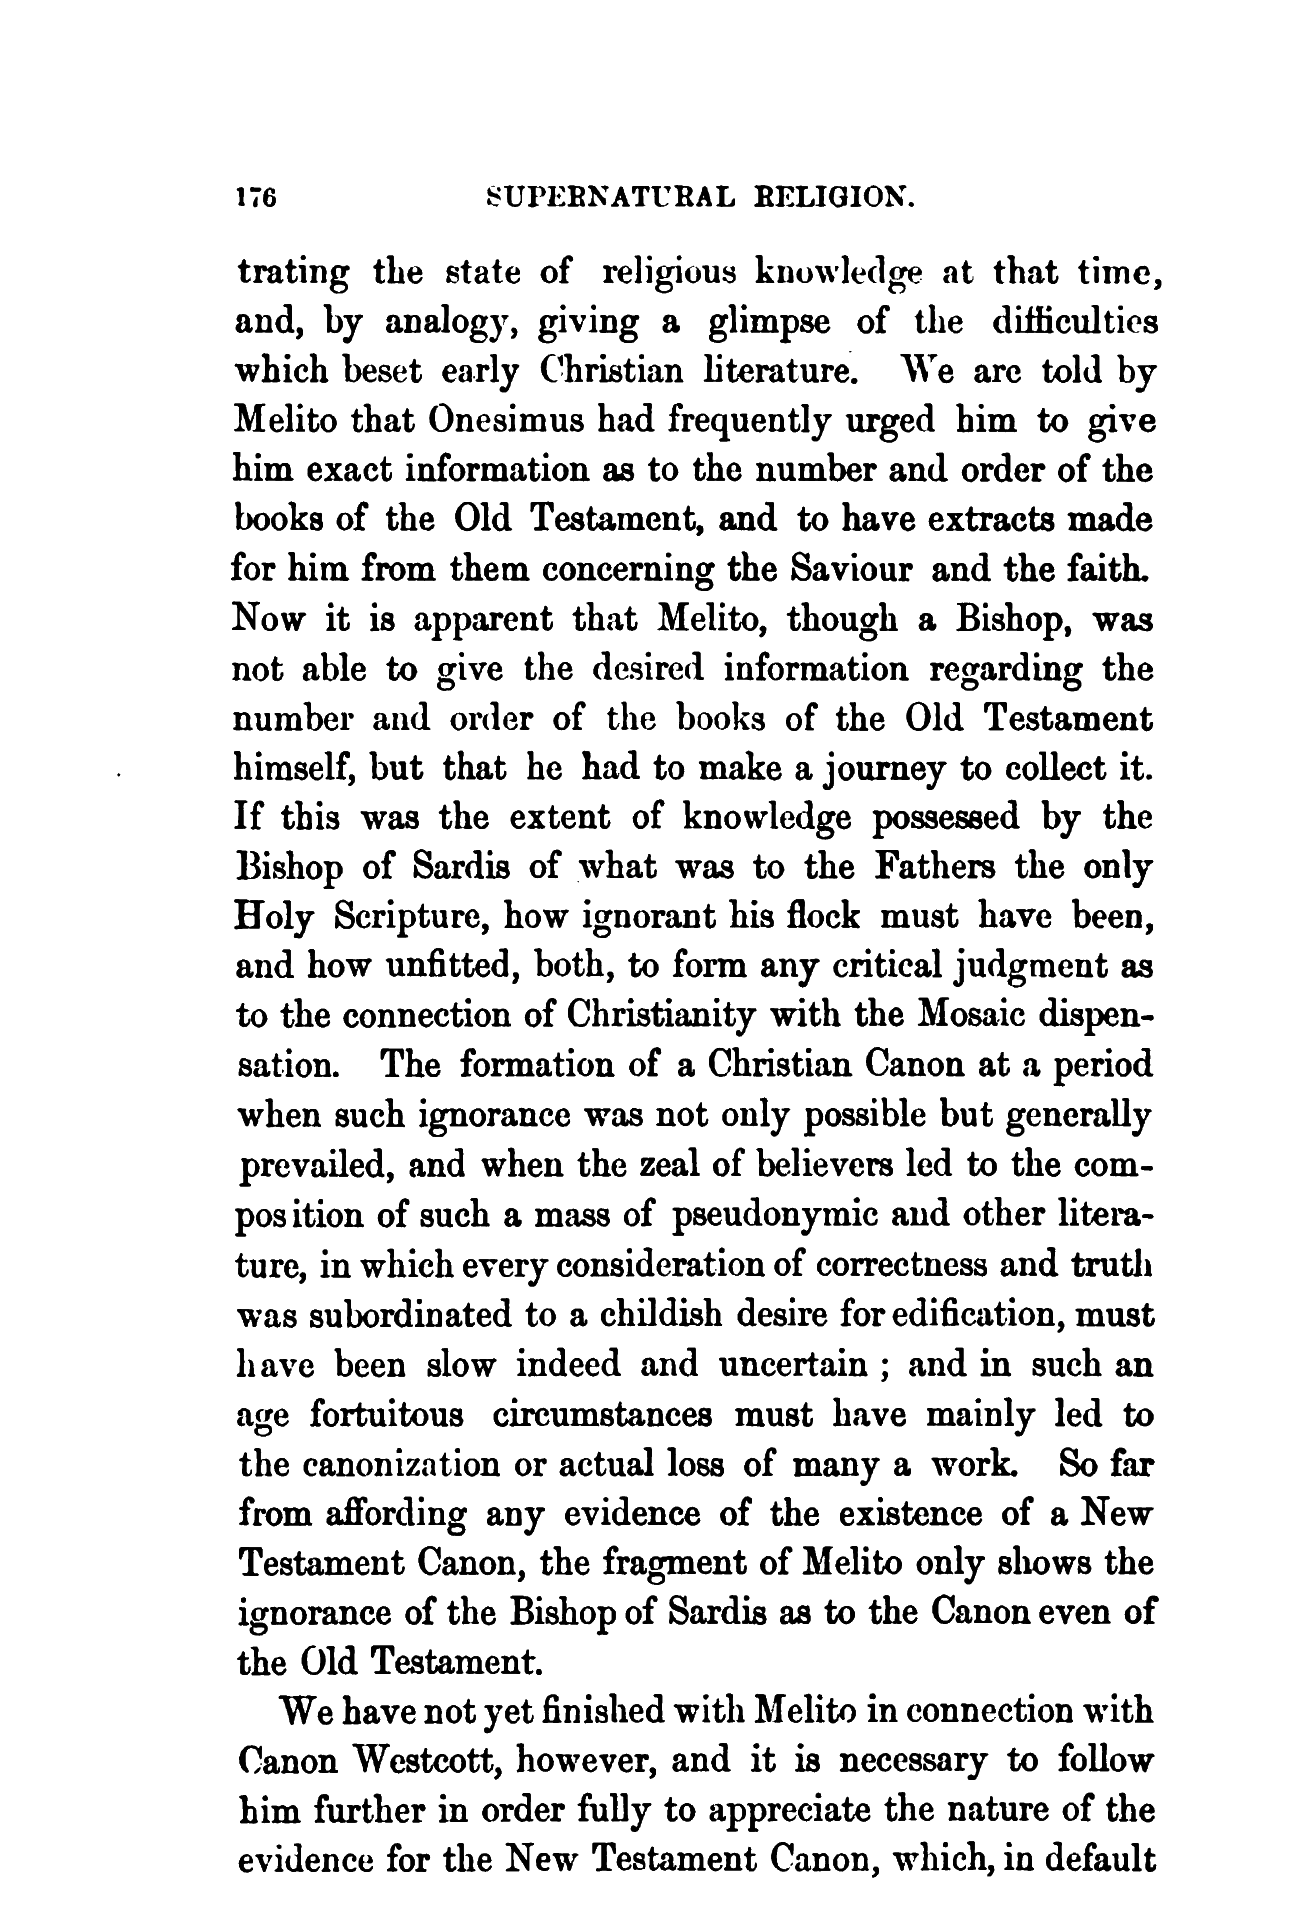 176 SUPERNATURAL RELIGION.
trating the state of religious knowledge at that time,
and, by analogy, giving a glimpse of the difficulties
which beset early Christian literature. We are told by
Melito that Onesimus had frequently urged him to give
him exact information as to the number and order of the
books of the Old Testament, and to have extracts made
for him from them concerning the Saviour and the faith.
Now it is apparent that Melito, though a Bishop, was
not able to give the desired information regarding the
number and order of the books of the Old Testament
himself, but that he had to make a journey to collect it.
If this was the extent of knowledge possessed by the
Bishop of Sardis of what was to the Fathers the only
Holy Scripture, how ignorant his flock must have been,
and how unfitted, both, to form any critical judgment as
to the connection of Christianity with the Mosaic dispen-
sation. The formation of a Christian Canon at a period
when such ignorance was not only possible but generally
prevailed, and when the zeal of believers led to the com-
position of such a mass of pseudonymic and other litera-
ture, in which every consideration of correctness and truth
was subordinated to a childish desire for edification, must
have been slow indeed and uncertain ; and in such an
age fortuitous circumstances must have mainly led to
the canonization or actual loss of many a work. So far
from affording any evidence of the existence of a New
Testament Canon, the fragment of Melito only shows the
ignorance of the Bishop of Sardis as to the Canon even of
the Old Testament.
We have not yet finished with Melito in connection with
Canon Westcott, however, and it is necessary to follow
him further in order fully to appreciate the nature of the
evidence for the New Testament Canon, which, in default